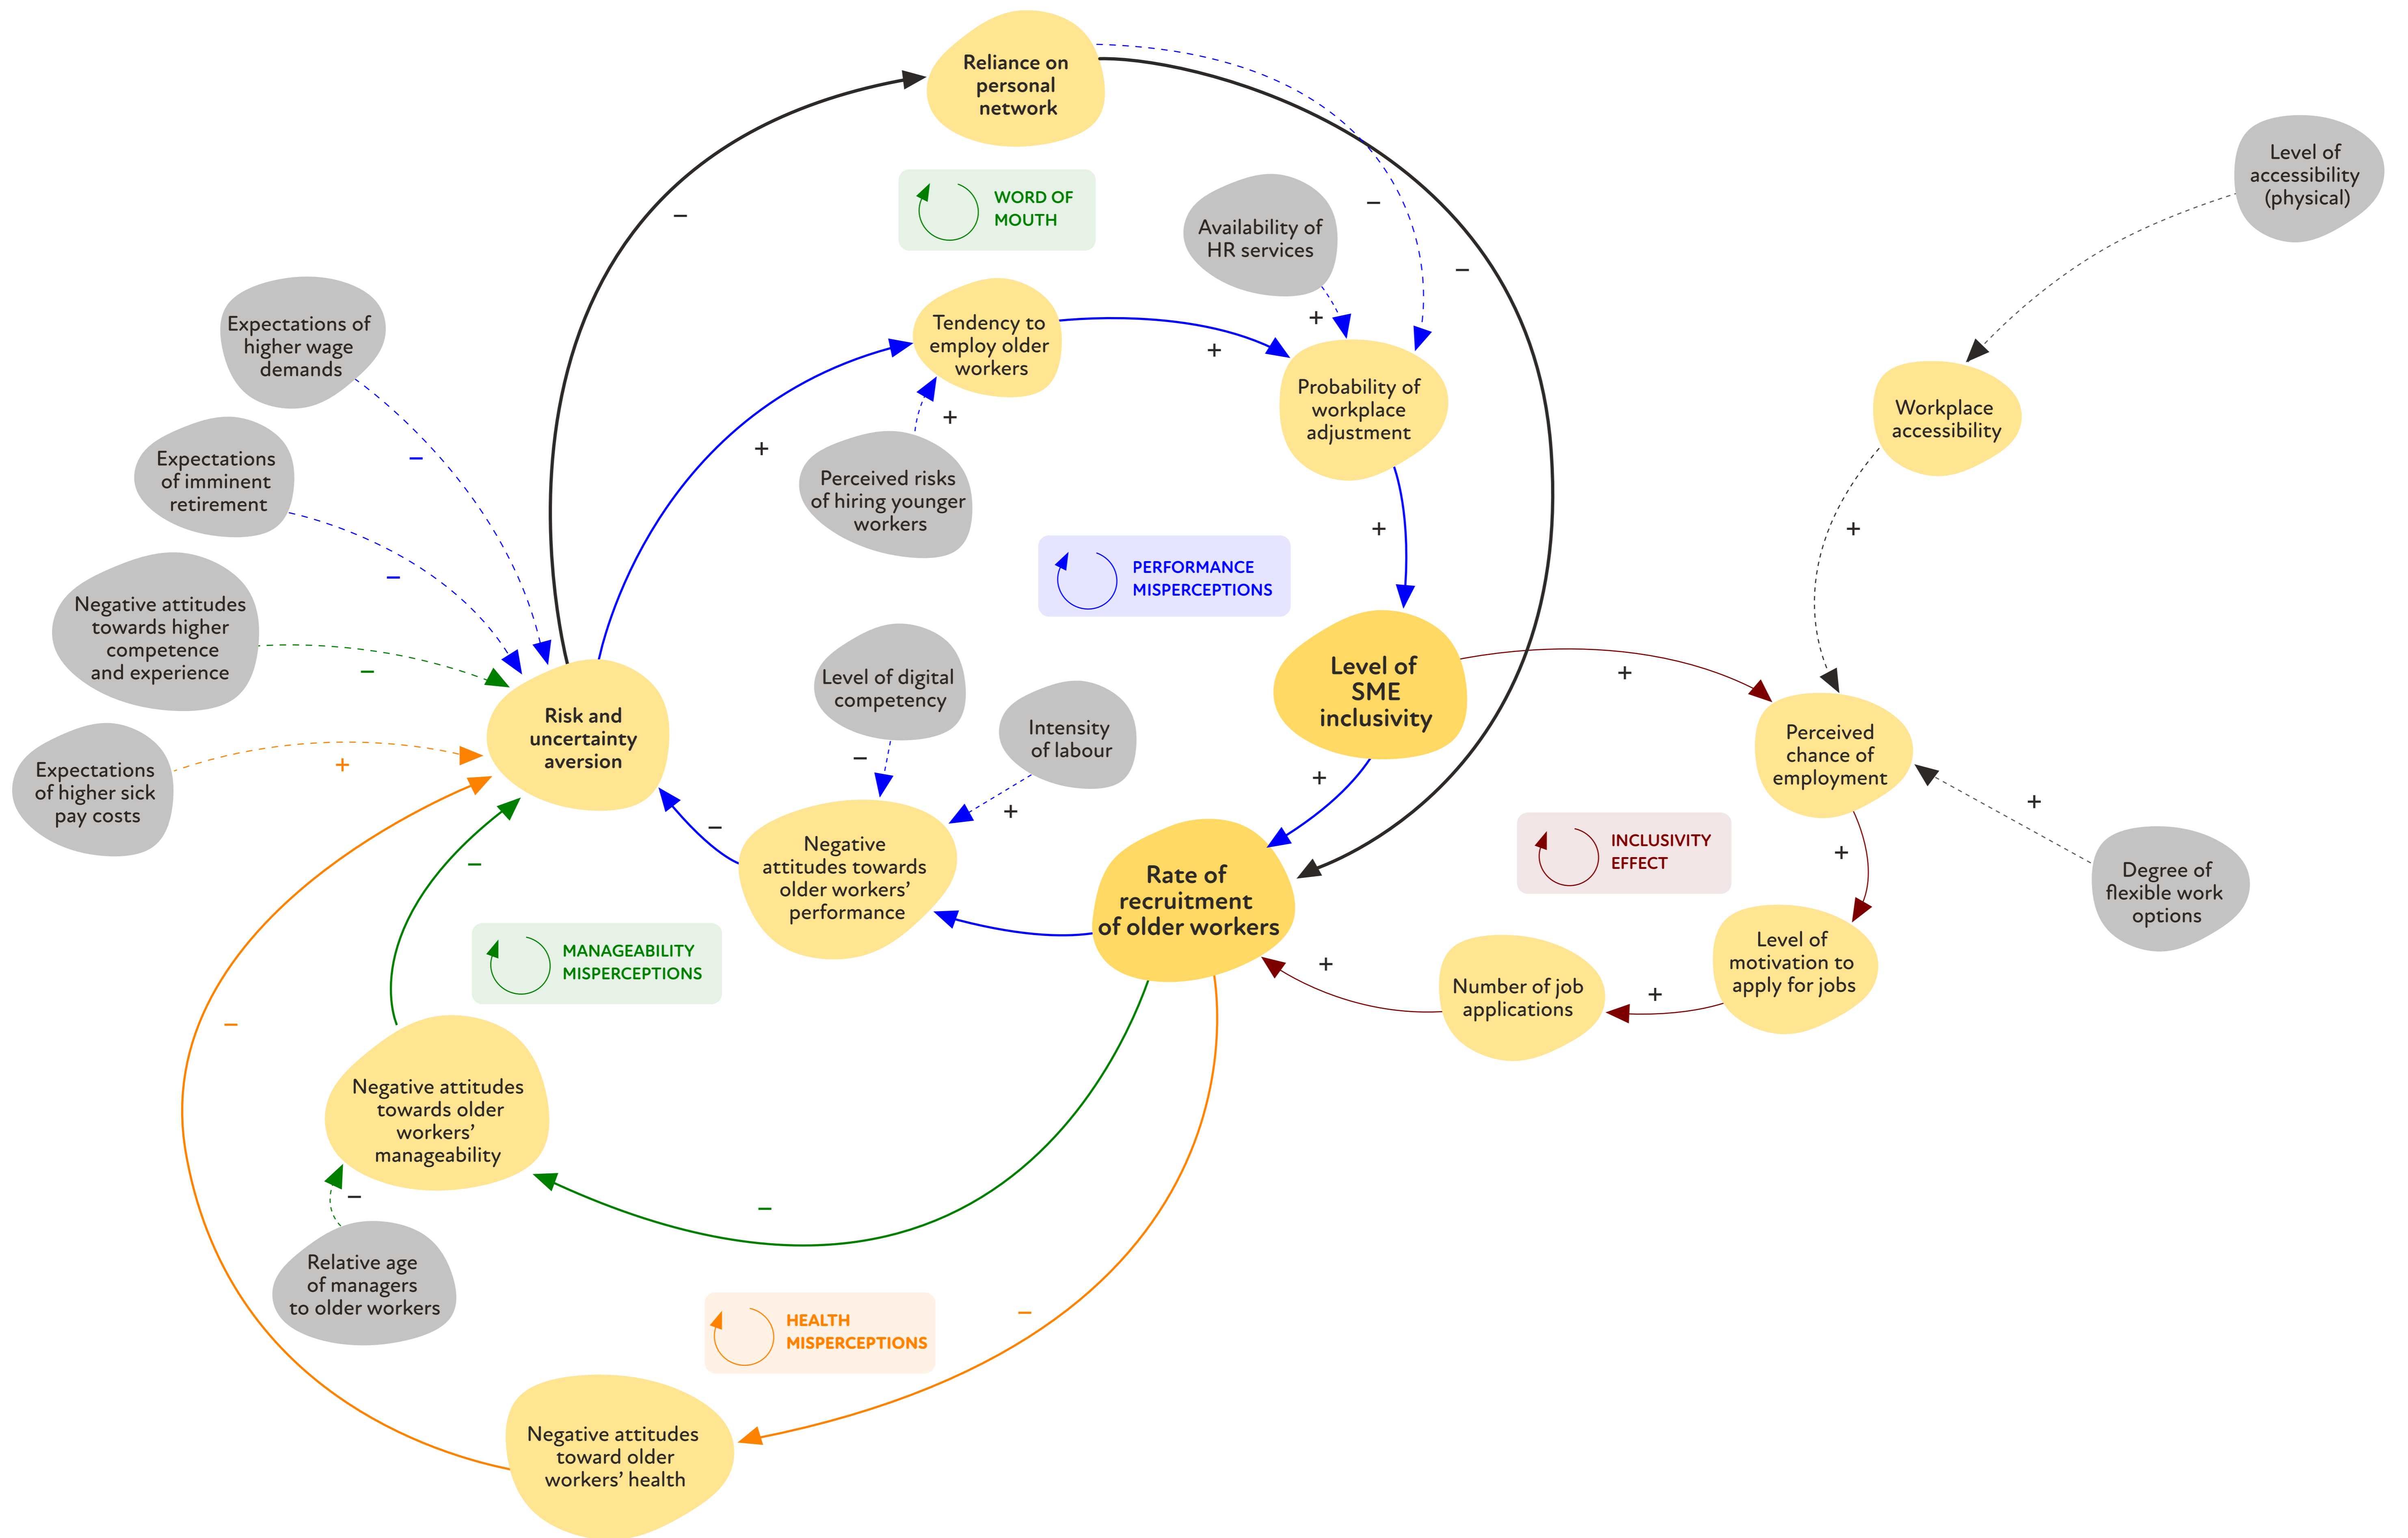 Reliance on
personal
network
–
WORD OF
MOUTH
Availability of
HR services
–
–
Level of
accessibility
(physical)
Expectations of
higher wage
demands
–
Tendency to
employ older
workers
+
+
Probability of
workplace
adjustment
Workplace
accessibility
Expectations
of imminent
retirement
–
+
+
Perceived risks
of hiring younger
workers
+
+
PERFORMANCE
MISPERCEPTIONS
Negative attitudes
towards higher
competence
and experience
–
Level of digital
competency
–
Intensity
of labour
+
Level of
SME
inclusivity
+
+
Perceived
chance of
employment
+
Risk and
uncertainty
aversion
Expectations
of higher sick
pay costs
+
–
–
Negative
attitudes towards
older workers’
performance
Rate of
recruitment
of older workers
INCLUSIVITY
EFFECT
+
Degree of
flexible work
options
MANAGEABILITY
MISPERCEPTIONS
+
Number of job
applications
+
Level of
motivation to
apply for jobs
–
Negative attitudes
towards older
workers’
manageability
–
–
Relative age
of managers
to older workers
HEALTH
MISPERCEPTIONS
–
Negative attitudes
toward older
workers’ health